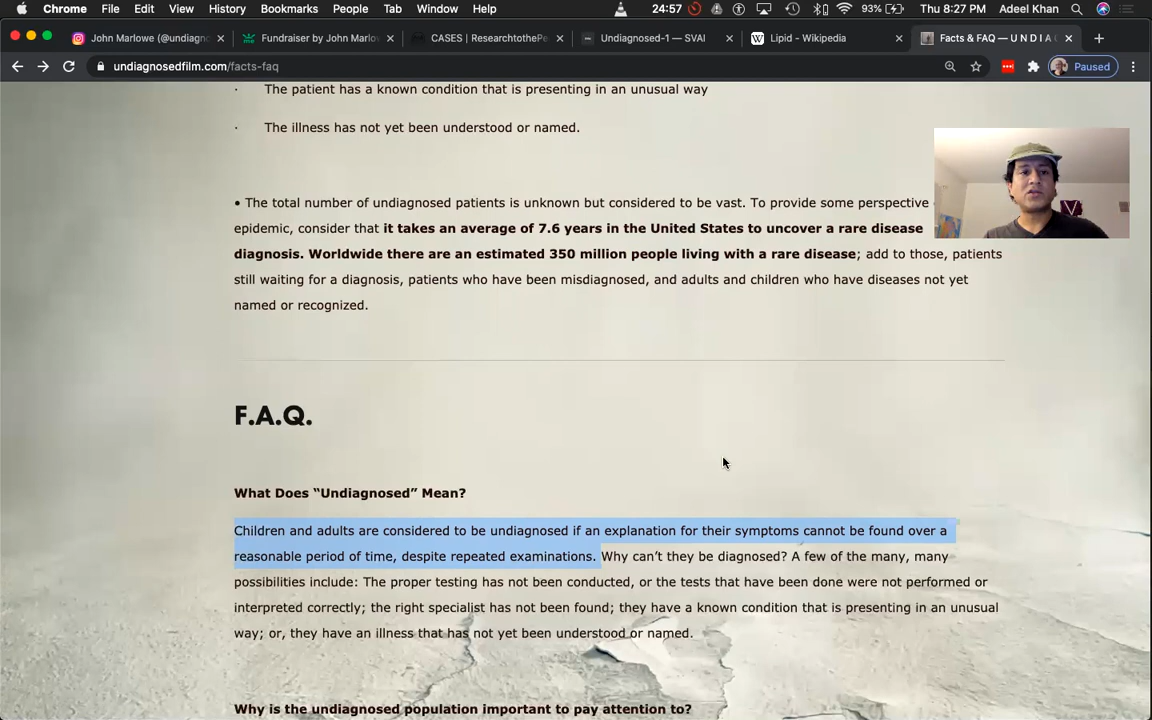 Chrome File Edit View History Bookmarks People Tab Window Help 24:57 93% Thu 8:27 PM Adeel Khan
John Marlowe (@undiagn Fundraiser by John Marlo CASES | ResearchtothePe Undiagnosed-1 — SVAI Lipid - Wikipedia Facts & FAQ — U N D I A G
undiagnosedfilm.com/facts-faq Paused
· The patient has a known condition that is presenting in an unusual way
· The illness has not yet been understood or named.
• The total number of undiagnosed patients is unknown but considered to be vast. To provide some perspective
epidemic, consider that it takes an average of 7.6 years in the United States to uncover a rare disease
diagnosis. Worldwide there are an estimated 350 million people living with a rare disease; add to those, patients
still waiting for a diagnosis, patients who have been misdiagnosed, and adults and children who have diseases not yet
named or recognized.
F.A.Q.
What Does “Undiagnosed” Mean?
Children and adults are considered to be undiagnosed if an explanation for their symptoms cannot be found over a
reasonable period of time, despite repeated examinations. Why can’t they be diagnosed? A few of the many, many
possibilities include: The proper testing has not been conducted, or the tests that have been done were not performed or
interpreted correctly; the right specialist has not been found; they have a known condition that is presenting in an unusual
way; or, they have an illness that has not yet been understood or named.
Why is the undiagnosed population important to pay attention to?